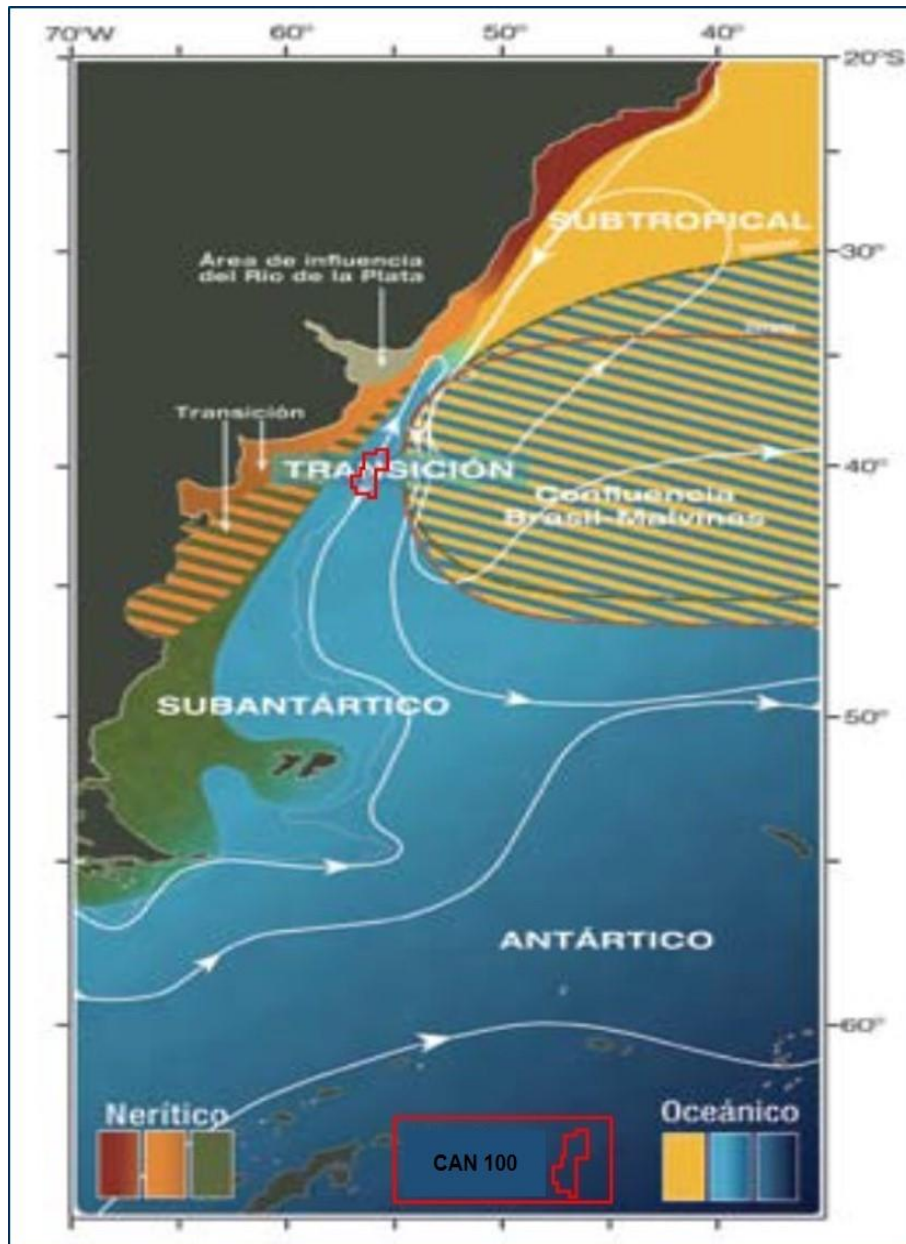 70°W 60° 50° 40°
20°S
SUBTROPICAL
30°
Área de influencia
del Río de la Plata
Transición
TRANSICIÓN
40°
Confluencia
Brasil-Malvinas
SUBANTÁRTICO
50°
ANTÁRTICO
60°
Nerítico
CAN 100
Oceánico